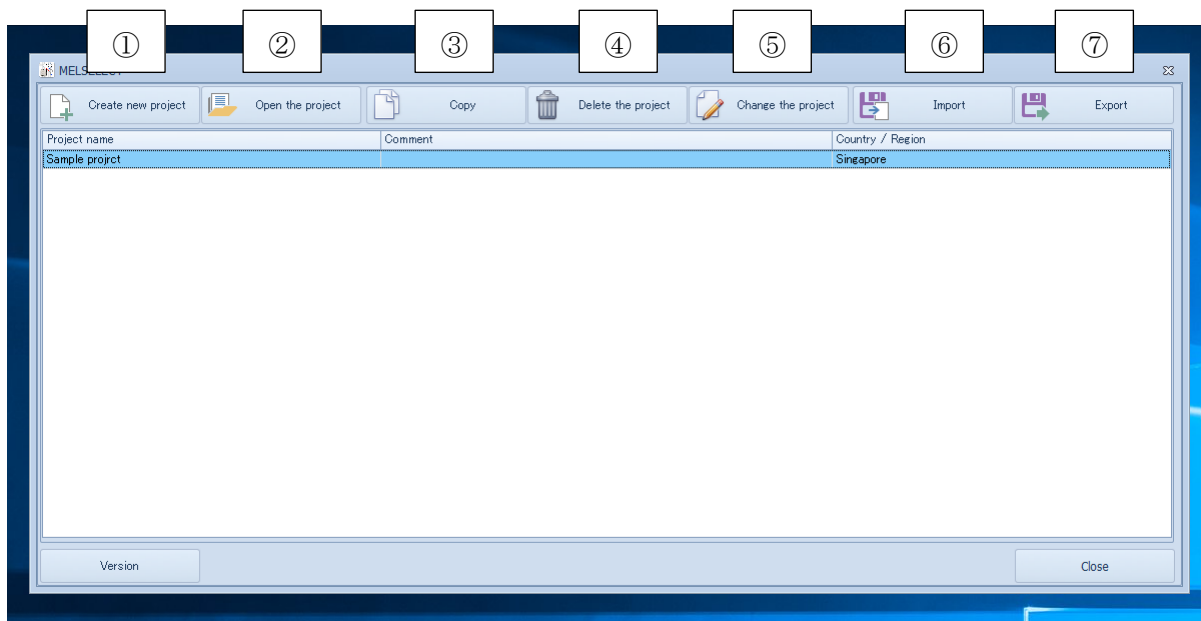 ① ② ③ ④ ⑤ ⑥ ⑦
Create new project Open the project Copy Delete the project Change the project Import Export
Project name Comment Country / Region
Sample projrct Singapore
Version Close